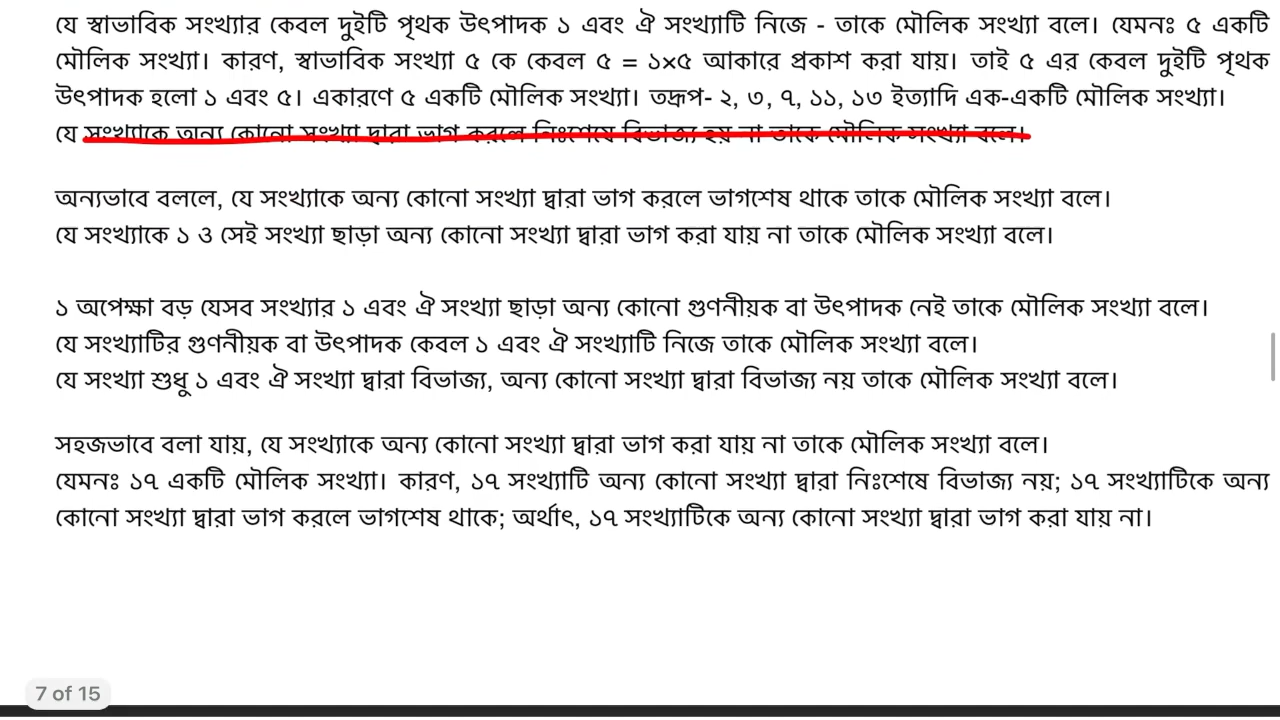 যে স্বাভাবিক সংখ্যার কেবল দুইটি পৃথক উৎপাদক ১ এবং ঐ সংখ্যাটি নিজে - তাকে মৌলিক সংখ্যা বলে। যেমনঃ ৫ একটি
মৌলিক সংখ্যা। কারণ, স্বাভাবিক সংখ্যা ৫ কে কেবল ৫ = ১×৫ আকারে প্রকাশ করা যায়। তাই ৫ এর কেবল দুইটি পৃথক
উৎপাদক হলো ১ এবং ৫। একারণে ৫ একটি মৌলিক সংখ্যা। তদ্রূপ- ২, ৩, ৭, ১১, ১৩ ইত্যাদি এক-একটি মৌলিক সংখ্যা।
যে সংখ্যাকে অন্য কোনো সংখ্যা দ্বারা ভাগ করলে নিঃশেষে বিভাজ্য হয় না তাকে মৌলিক সংখ্যা বলে।
অন্যভাবে বললে, যে সংখ্যাকে অন্য কোনো সংখ্যা দ্বারা ভাগ করলে ভাগশেষ থাকে তাকে মৌলিক সংখ্যা বলে।
যে সংখ্যাকে ১ ও সেই সংখ্যা ছাড়া অন্য কোনো সংখ্যা দ্বারা ভাগ করা যায় না তাকে মৌলিক সংখ্যা বলে।
১ অপেক্ষা বড় যেসব সংখ্যার ১ এবং ঐ সংখ্যা ছাড়া অন্য কোনো গুণনীয়ক বা উৎপাদক নেই তাকে মৌলিক সংখ্যা বলে।
যে সংখ্যাটির গুণনীয়ক বা উৎপাদক কেবল ১ এবং ঐ সংখ্যাটি নিজে তাকে মৌলিক সংখ্যা বলে।
যে সংখ্যা শুধু ১ এবং ঐ সংখ্যা দ্বারা বিভাজ্য, অন্য কোনো সংখ্যা দ্বারা বিভাজ্য নয় তাকে মৌলিক সংখ্যা বলে।
সহজভাবে বলা যায়, যে সংখ্যাকে অন্য কোনো সংখ্যা দ্বারা ভাগ করা যায় না তাকে মৌলিক সংখ্যা বলে।
যেমনঃ ১৭ একটি মৌলিক সংখ্যা। কারণ, ১৭ সংখ্যাটি অন্য কোনো সংখ্যা দ্বারা নিঃশেষে বিভাজ্য নয়; ১৭ সংখ্যাটিকে অন্য
কোনো সংখ্যা দ্বারা ভাগ করলে ভাগশেষ থাকে; অর্থাৎ, ১৭ সংখ্যাটিকে অন্য কোনো সংখ্যা দ্বারা ভাগ করা যায় না।
7 of 15